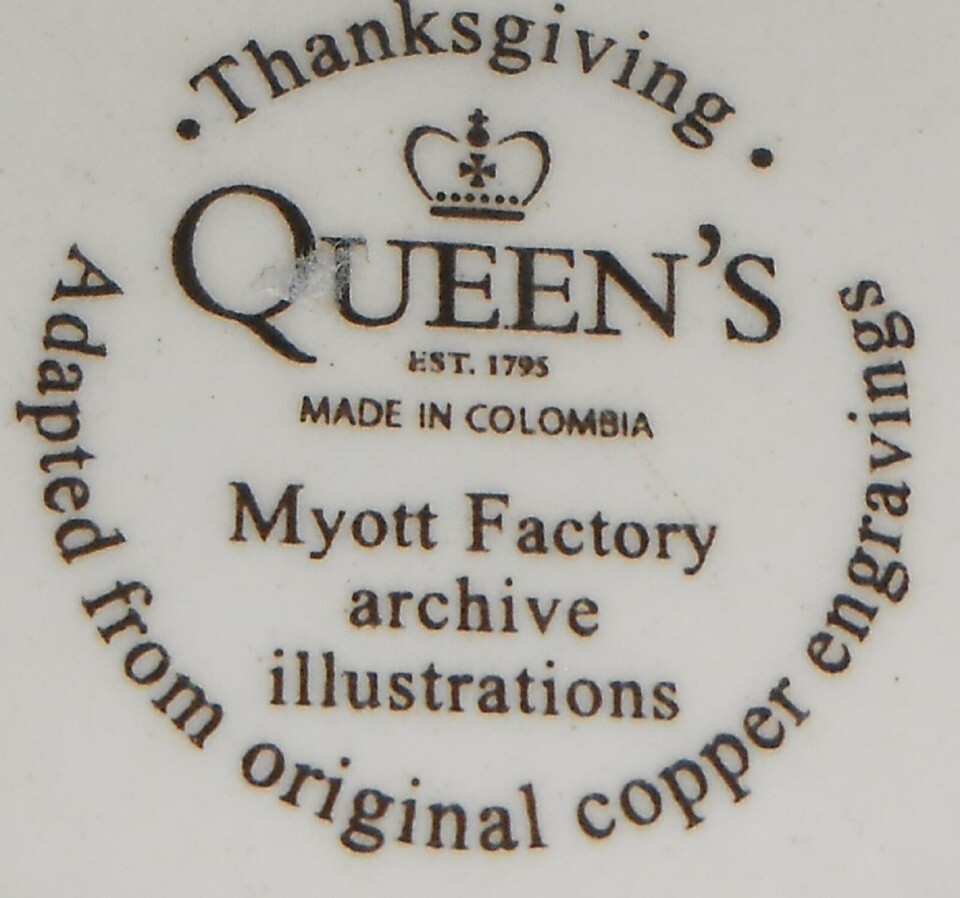 • Thanksgiving •
QUEEN'S
EST. 1795
MADE IN COLOMBIA
Myott Factory
archive
illustrations
Adapted from original copper engravings